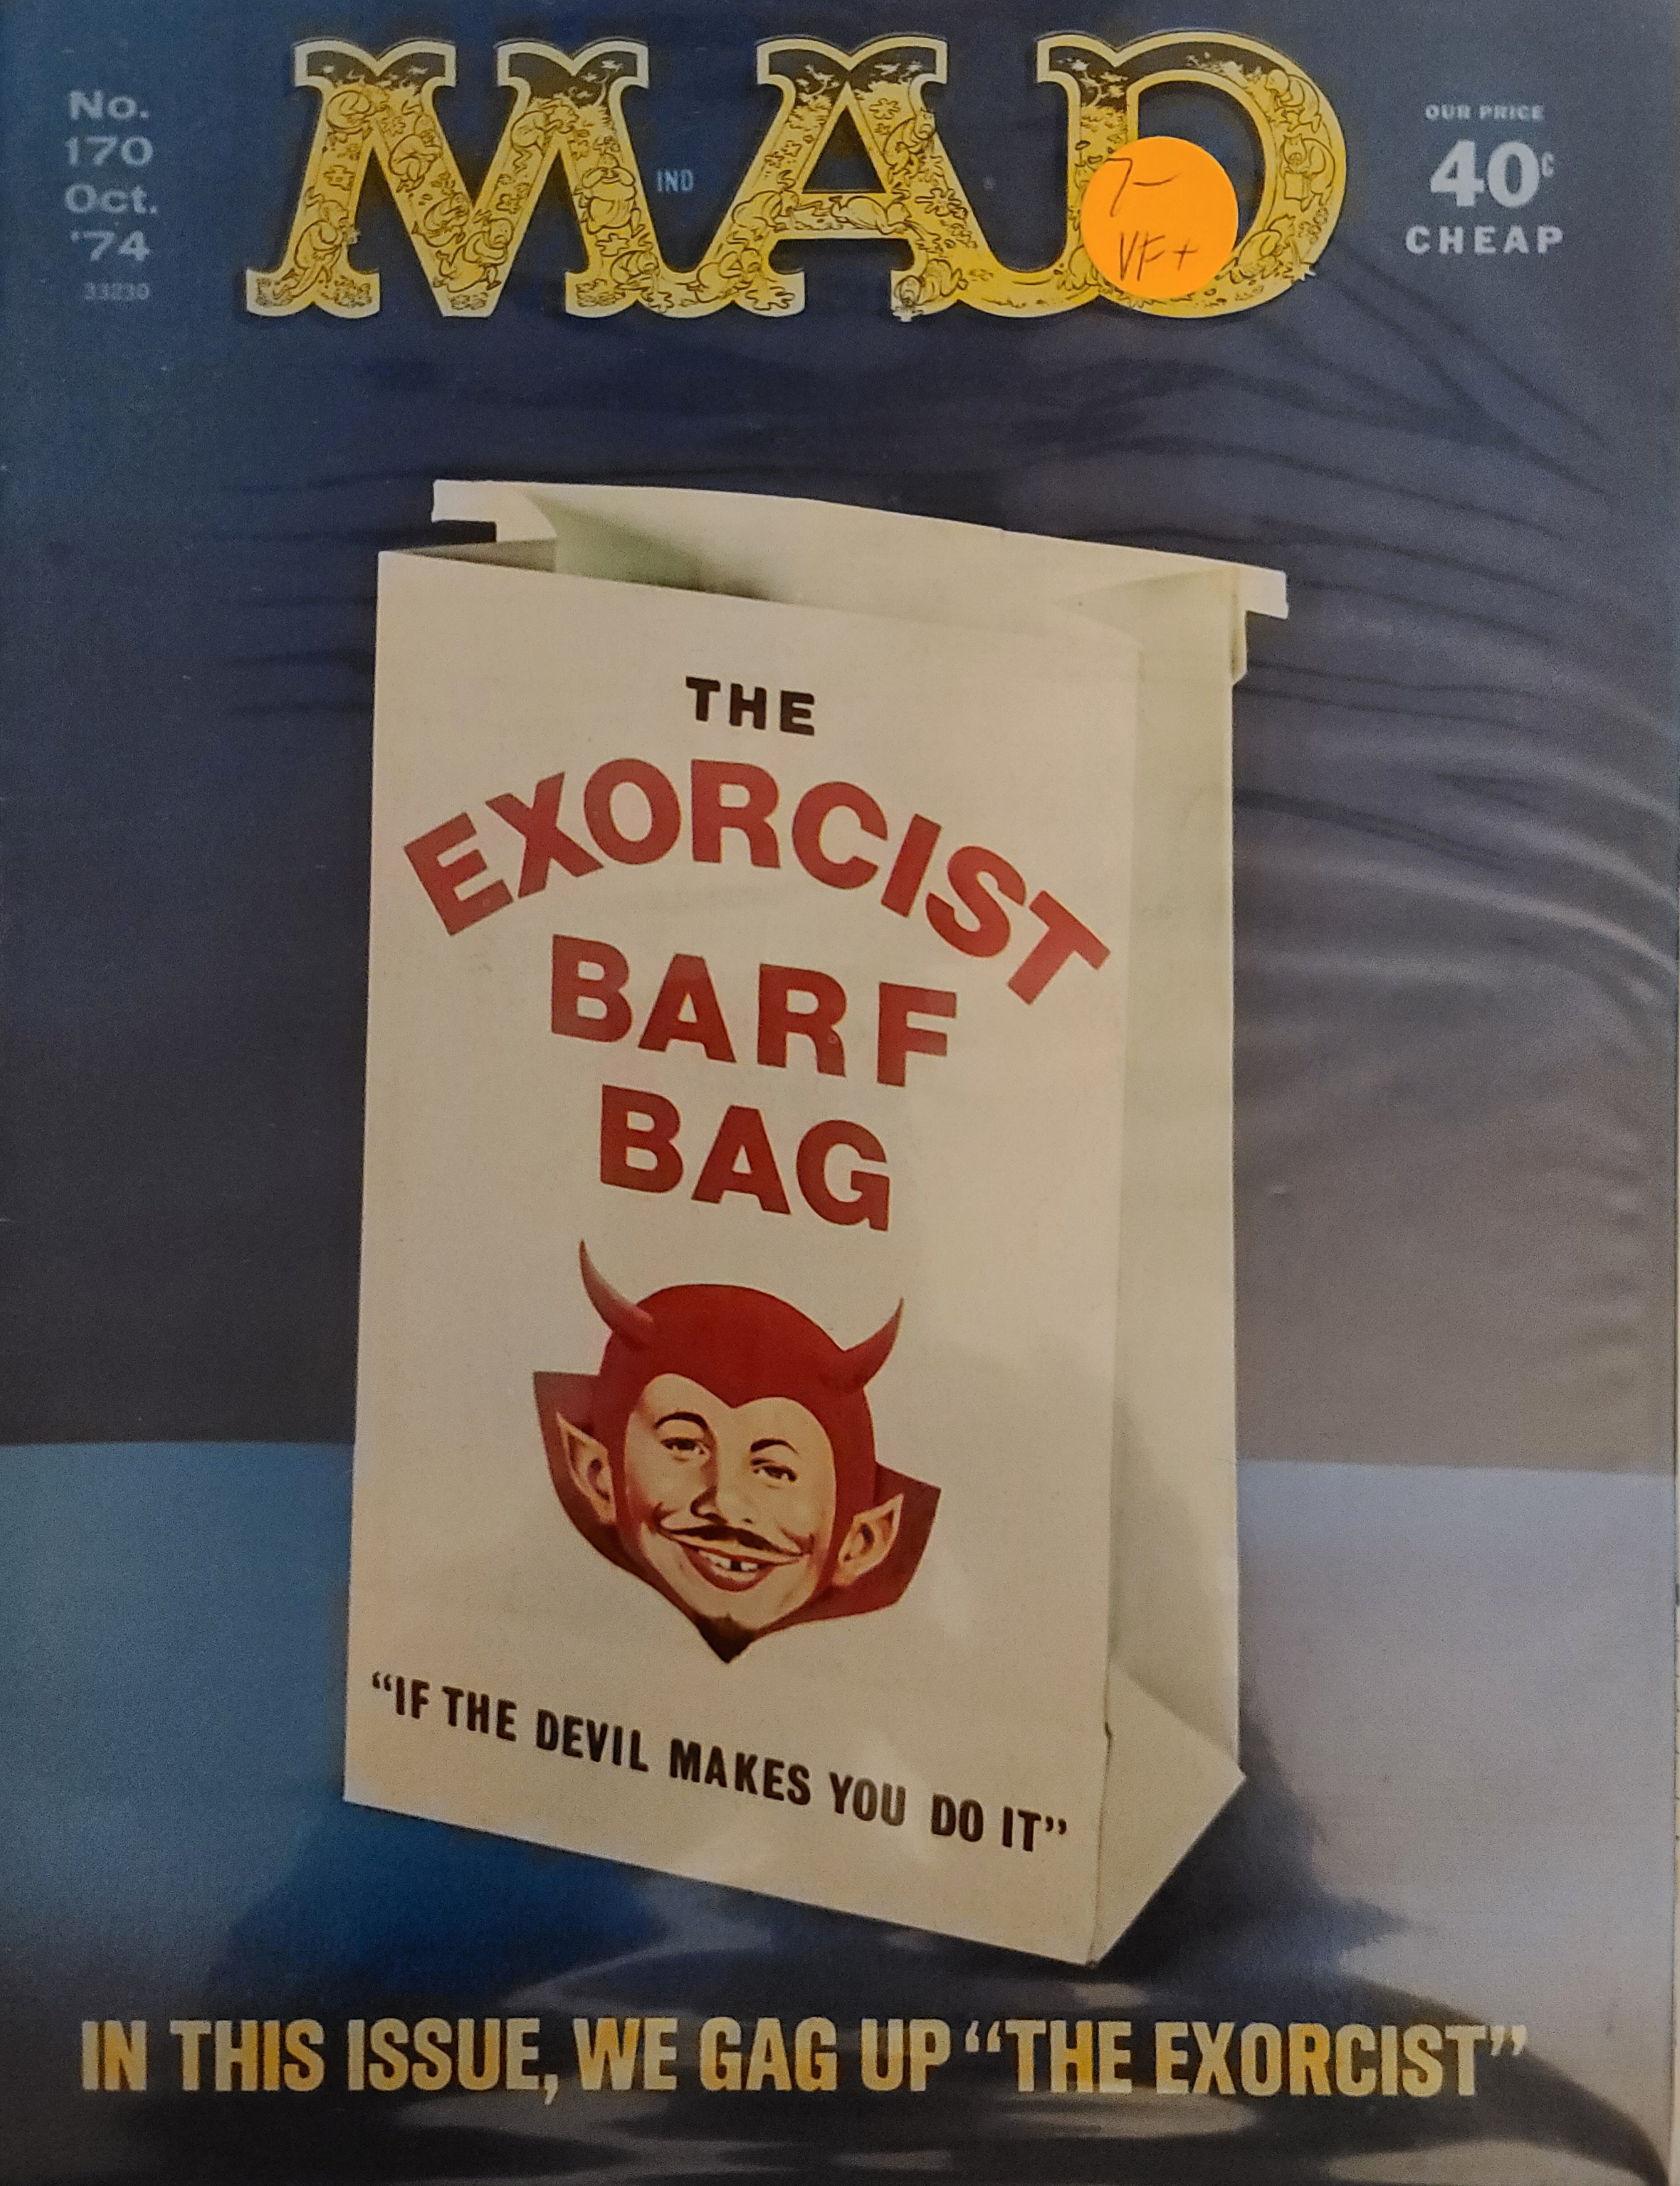 MAD
No.
170
Oct.
'74
33230
IND
OUR PRICE
40¢
CHEAP
7-
VF+
THE
EXORCIST
BARF
BAG
“IF THE DEVIL MAKES YOU DO IT”
IN THIS ISSUE, WE GAG UP “THE EXORCIST”